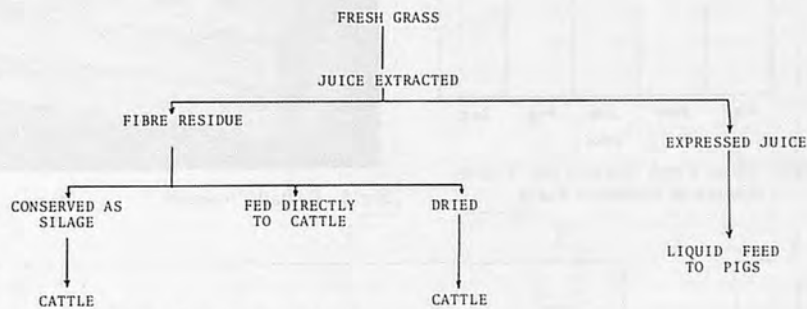 FRESH GRASS
JUICE EXTRACTED
FIBRE RESIDUE
EXPRESSED JUICE
CONSERVED AS
SILAGE
FED DIRECTLY
TO CATTLE
DRIED
LIQUID FEED
TO PIGS
CATTLE
CATTLE